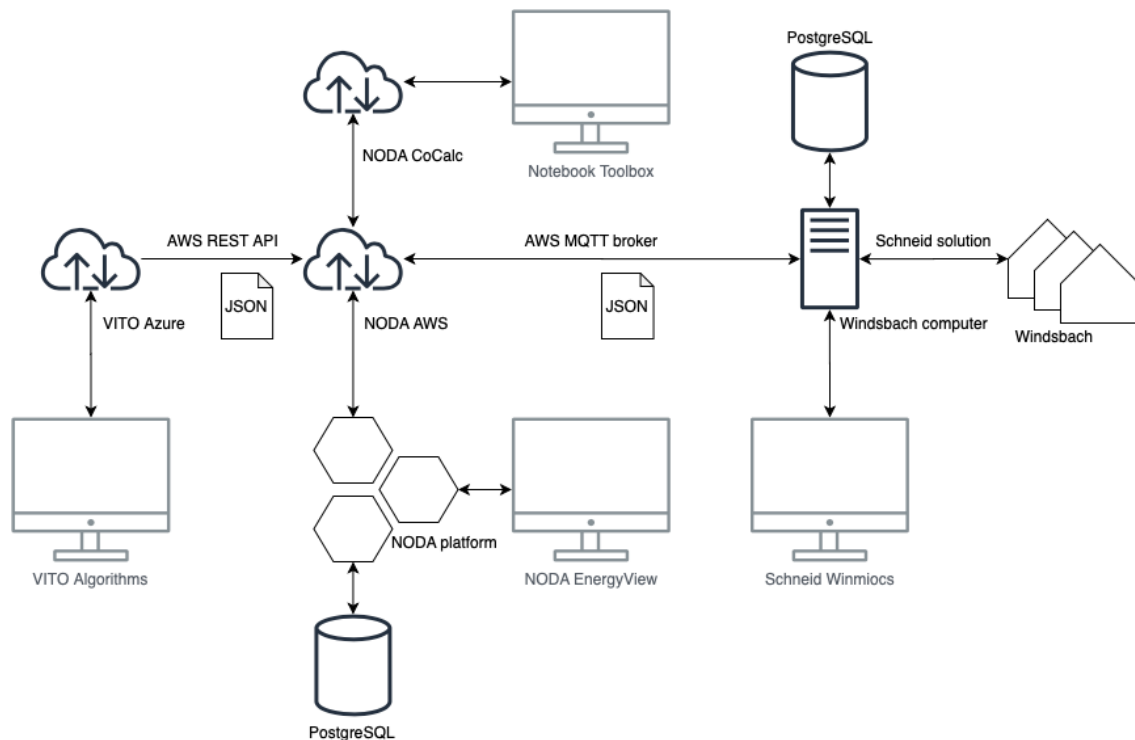 PostgreSQL
NODA CoCalc
Notebook Toolbox
AWS REST API
AWS MQTT broker
Schneid solution
JSON
JSON
VITO Azure
NODA AWS
Windsbach computer
Windsbach
NODA platform
VITO Algorithms
NODA EnergyView
Schneid Winmiocs
PostgreSQL